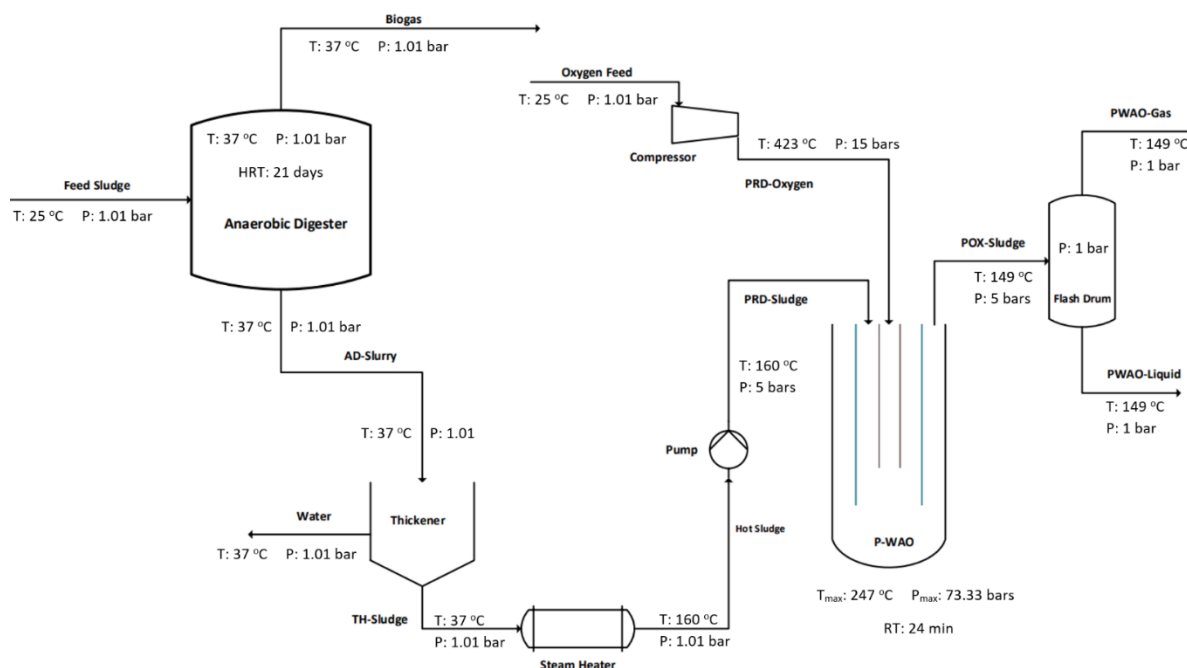 Biogas
T: 37 °C P: 1.01 bar
Oxygen Feed
T: 25 °C P: 1.01 bar
Compressor
T: 423 °C P: 15 bars
PRD-Oxygen
PWAO-Gas
T: 149 °C
P: 1 bar
T: 37 °C P: 1.01 bar
HRT: 21 days
Anaerobic Digester
Feed Sludge
T: 25 °C P: 1.01 bar
POX-Sludge
T: 149 °C
P: 5 bars
P: 1 bar
Flash Drum
T: 37 °C P: 1.01 bar
AD-Slurry
PRD-Sludge
T: 160 °C
P: 5 bars
PWAO-Liquid
T: 149 °C
P: 1 bar
T: 37 °C P: 1.01
Pump
Thickener
Water
T: 37 °C P: 1.01 bar
Hot Sludge
P-WAO
Tmax: 247 °C Pmax: 73.33 bars
RT: 24 min
TH-Sludge
T: 37 °C
P: 1.01 bar
T: 160 °C
P: 1.01 bar
Steam Heater